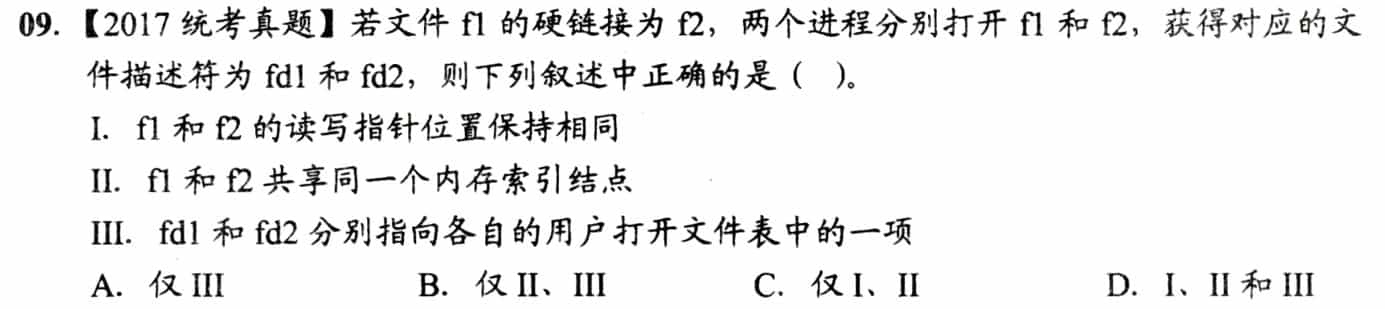 09. 【2017 统考真题】若文件 f1 的硬链接为 f2，两个进程分别打开 f1 和 f2，获得对应的文
件描述符为 fd1 和 fd2，则下列叙述中正确的是（　）。
I. f1 和 f2 的读写指针位置保持相同
II. f1 和 f2 共享同一个内存索引结点
III. fd1 和 fd2 分别指向各自的用户打开文件表中的一项
A. 仅 III B. 仅 II、III C. 仅 I、II D. I、II 和 III